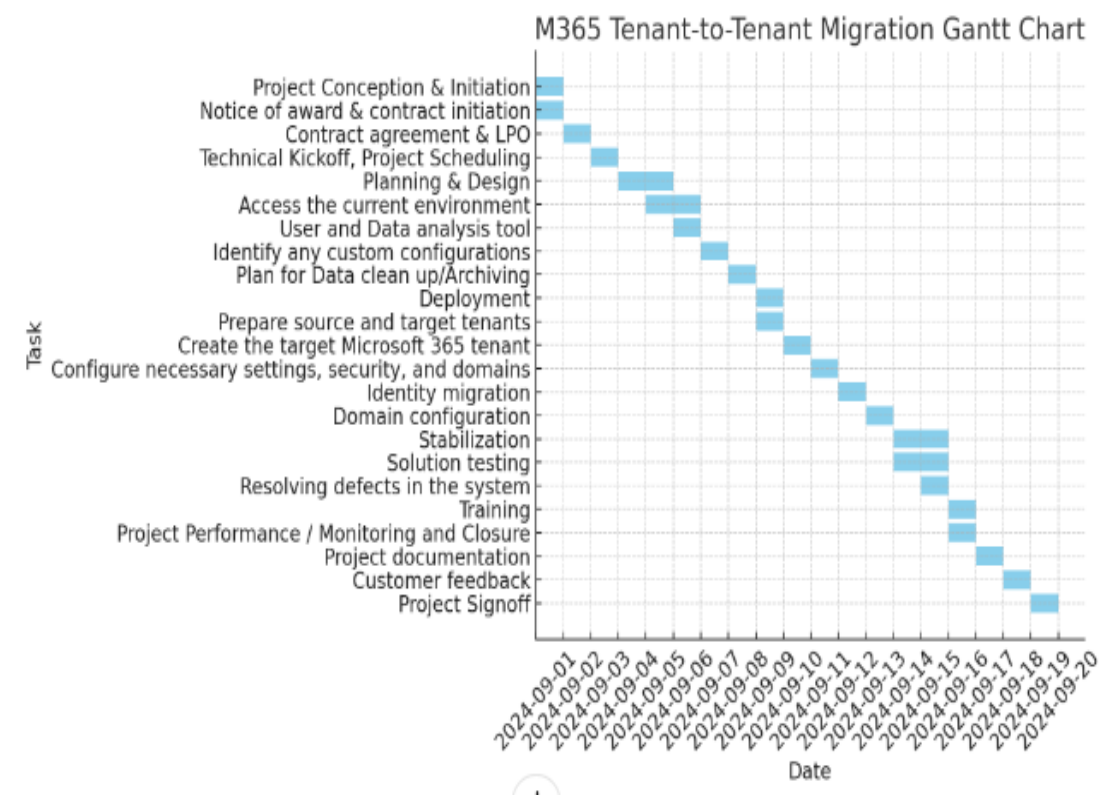 M365 Tenant-to-Tenant Migration Gantt Chart
Project Conception & Initiation
Notice of award & contract initiation
Contract agreement & LPO
Technical Kickoff, Project Scheduling
Planning & Design
Access the current environment
User and Data analysis tool
Identify any custom configurations
Plan for Data clean up/Archiving
Deployment
Prepare source and target tenants
Create the target Microsoft 365 tenant
Configure necessary settings, security, and domains
Identity migration
Domain configuration
Stabilization
Solution testing
Resolving defects in the system
Training
Project Performance / Monitoring and Closure
Project documentation
Customer feedback
Project Signoff
Task
2024-09-01
2024-09-02
2024-09-03
2024-09-04
2024-09-05
2024-09-06
2024-09-07
2024-09-08
2024-09-09
2024-09-10
2024-09-11
2024-09-12
2024-09-13
2024-09-14
2024-09-15
2024-09-16
2024-09-17
2024-09-18
2024-09-19
2024-09-20
Date